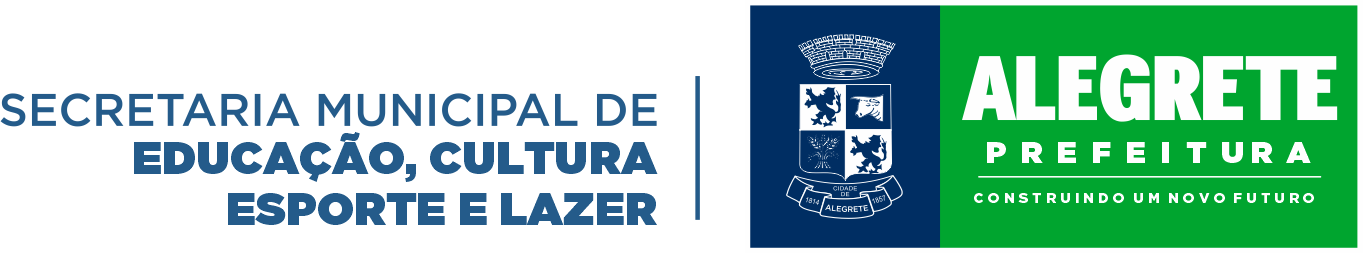 SECRETARIA MUNICIPAL DE
EDUCAÇÃO, CULTURA
ESPORTE E LAZER
CIDADE
DE
1814 ALEGRETE 1857
ALEGRETE
PREFEITURA
CONSTRUINDO UM NOVO FUTURO